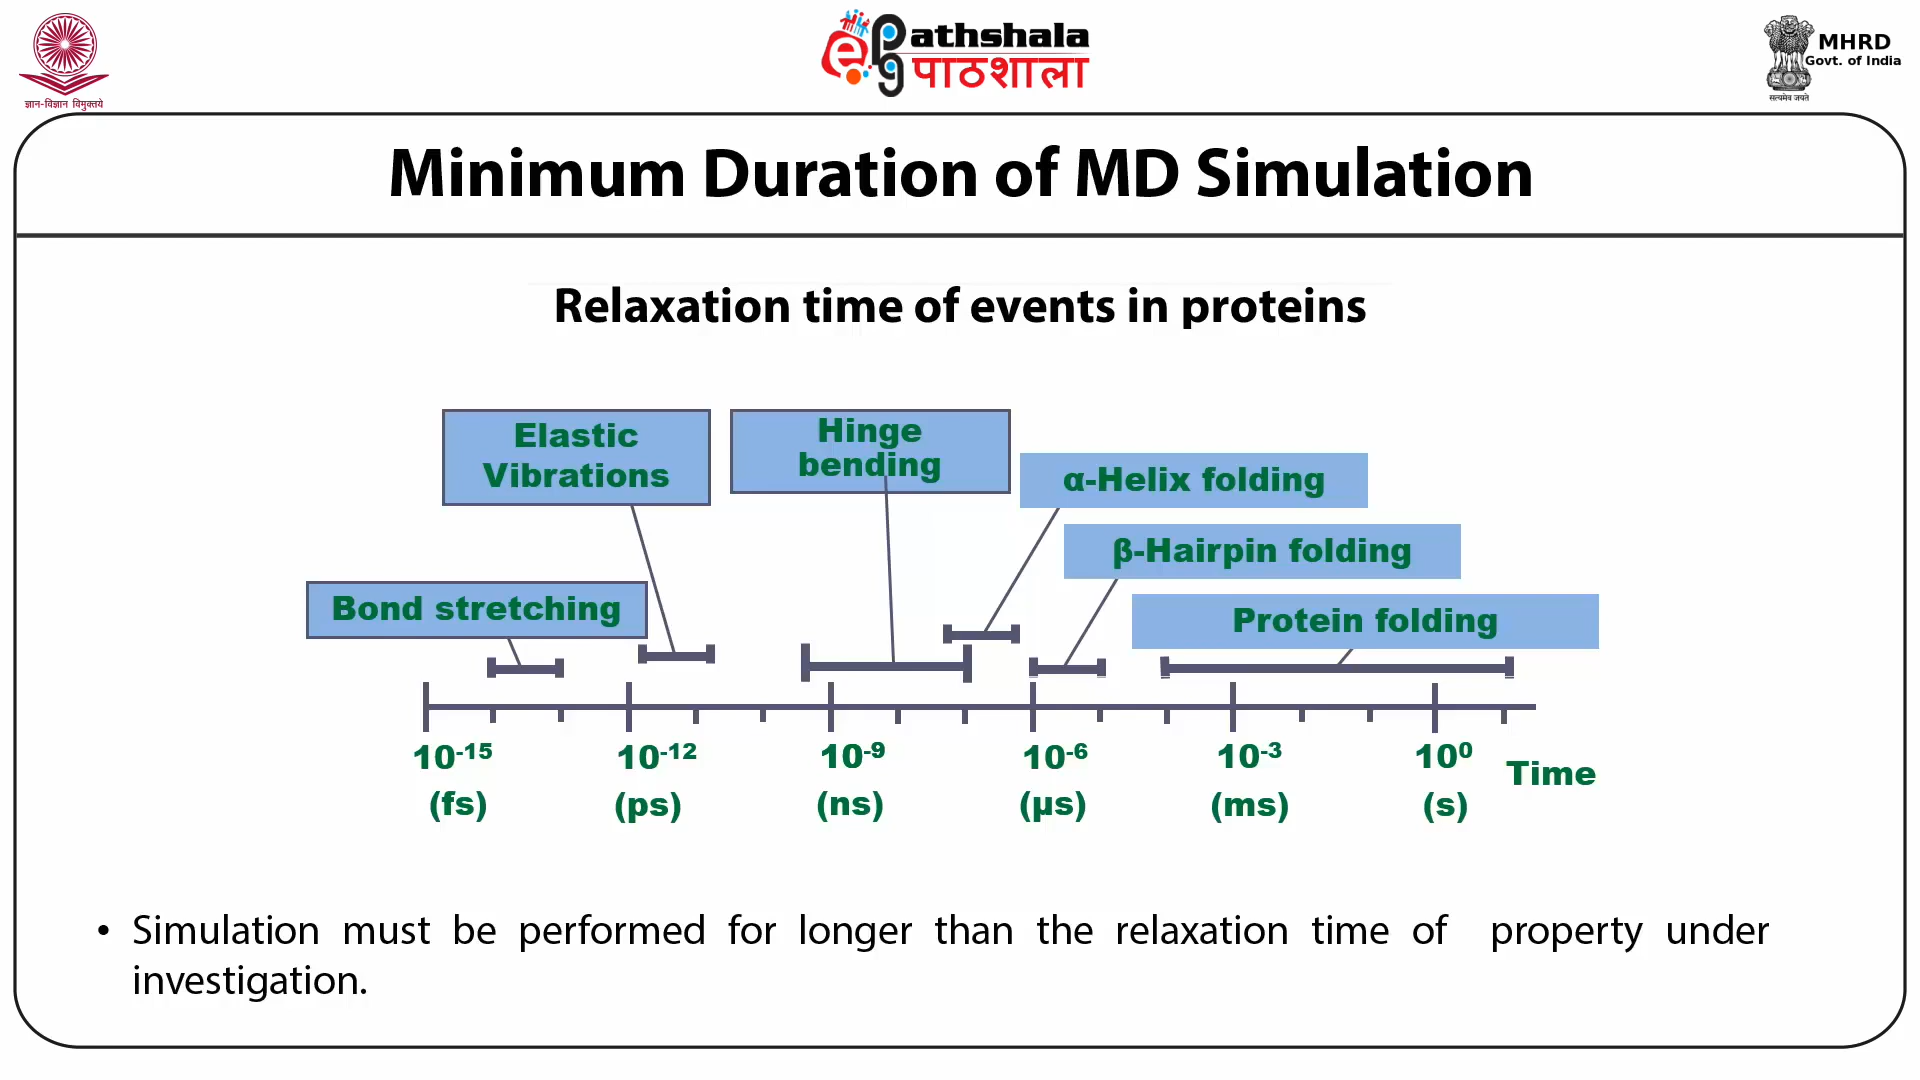 ज्ञान-विज्ञान विमुक्तये
ePathshala
पाठशाला
MHRD
Govt. of India
सत्यमेव जयते
Minimum Duration of MD Simulation
Relaxation time of events in proteins
Elastic
Vibrations
Hinge
bending
α-Helix folding
β-Hairpin folding
Bond stretching
Protein folding
10⁻¹⁵ 10⁻¹² 10⁻⁹ 10⁻⁶ 10⁻³ 10⁰ Time
(fs) (ps) (ns) (μs) (ms) (s)
• Simulation must be performed for longer than the relaxation time of property under
investigation.